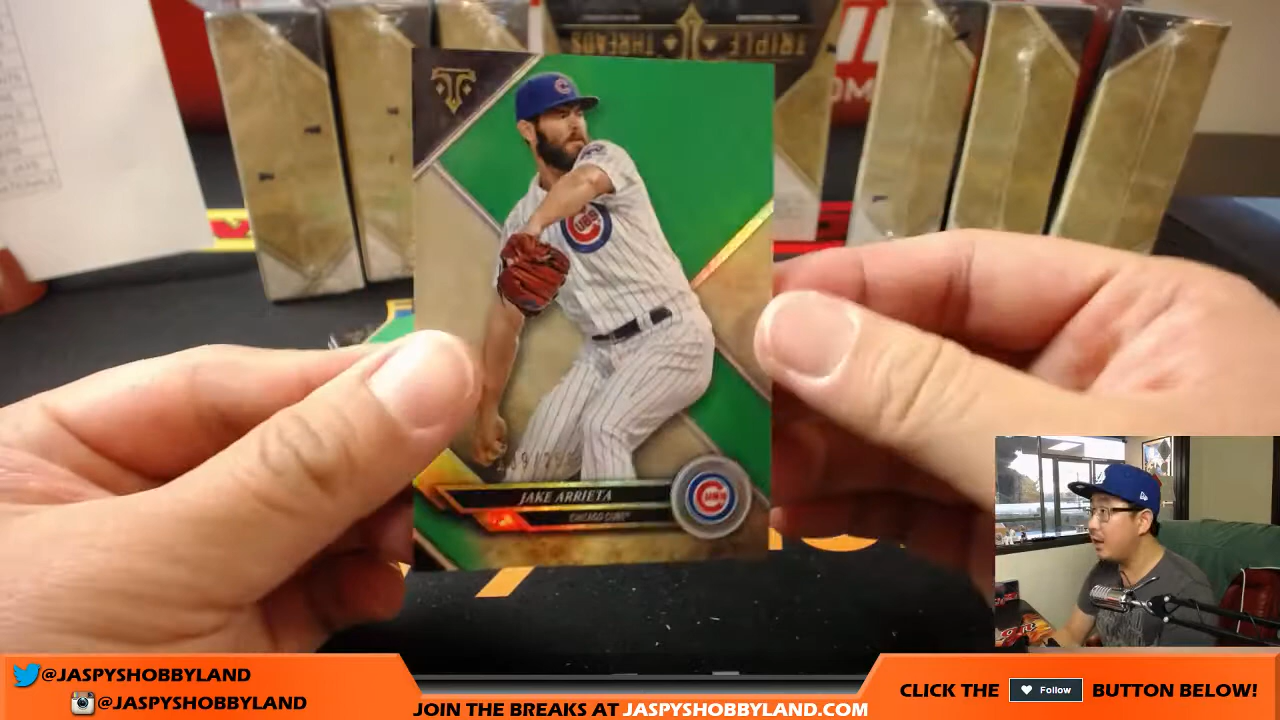 TRIPLE
THREADS
JAKE ARRIETA
CHICAGO CUBS
@JASPYSHOBBYLAND
@JASPYSHOBBYLAND
JOIN THE BREAKS AT JASPYSHOBBYLAND.COM
CLICK THE Follow BUTTON BELOW!